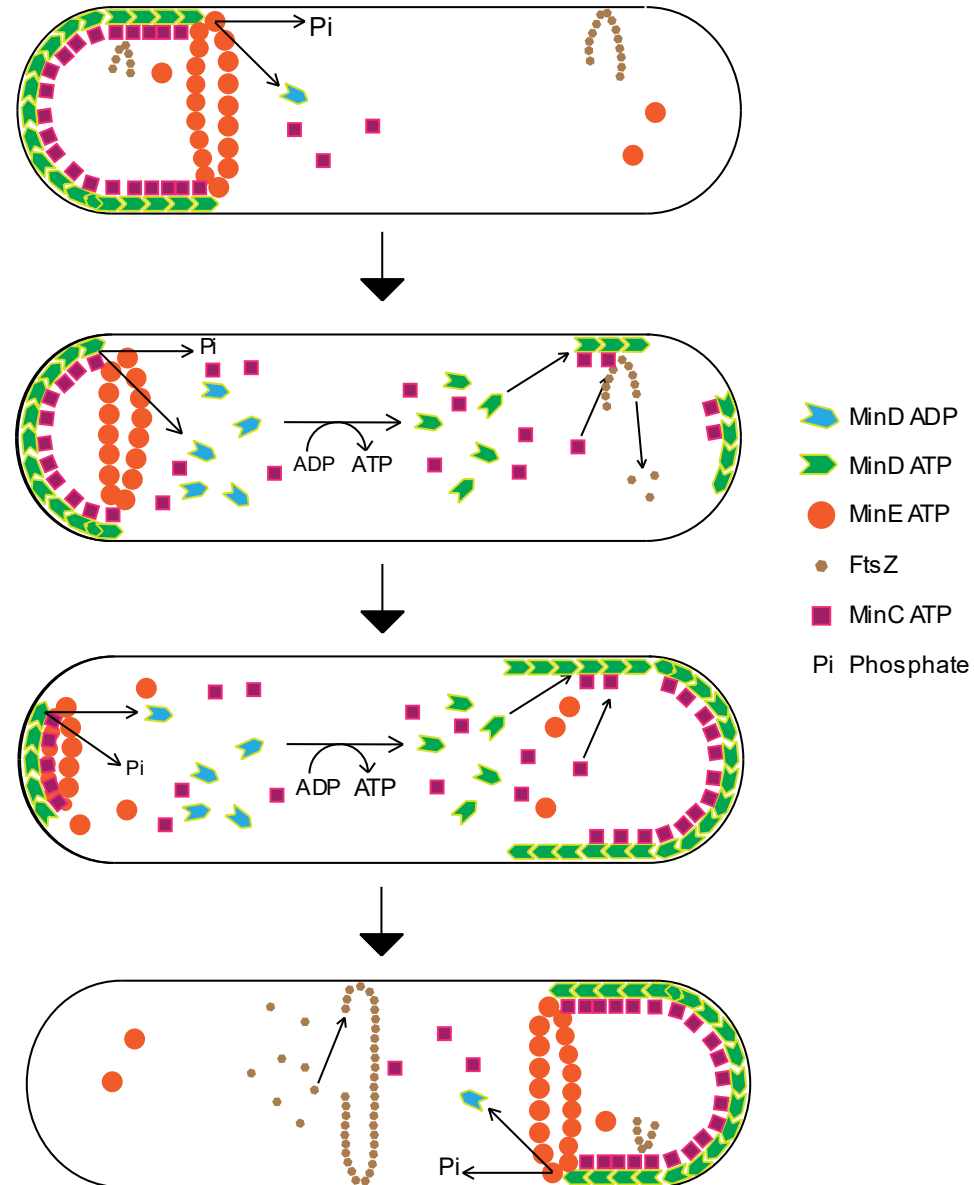 Pi
Pi
ADP ATP
MinD ADP
MinD ATP
MinE ATP
FtsZ
MinC ATP
Pi Phosphate
Pi
ADP ATP
Pi